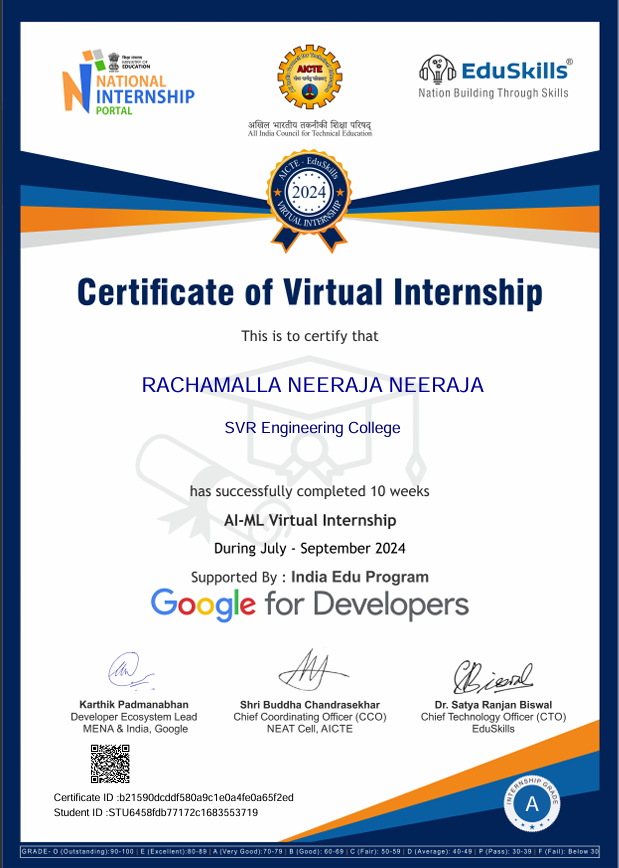 शिक्षा मंत्रालय
MINISTRY OF
EDUCATION
NATIONAL
INTERNSHIP
PORTAL
AICTE
अखिल भारतीय तकनीकी शिक्षा परिषद्
All India Council for Technical Education
EduSkills®
Nation Building Through Skills
AICTE - EduSkills
2024
VIRTUAL INTERNSHIP
Certificate of Virtual Internship
This is to certify that
RACHAMALLA NEERAJA NEERAJA
SVR Engineering College
has successfully completed 10 weeks
AI-ML Virtual Internship
During July - September 2024
Supported By : India Edu Program
Google for Developers
Karthik Padmanabhan
Developer Ecosystem Lead
MENA & India, Google
Shri Buddha Chandrasekhar
Chief Coordinating Officer (CCO)
NEAT Cell, AICTE
Dr. Satya Ranjan Biswal
Chief Technology Officer (CTO)
EduSkills
Certificate ID :b21590dcddf580a9c1e0a4fe0a65f2ed
Student ID :STU6458fdb77172c1683553719
INTERNSHIP GRADE
A
GRADE- O (Outstanding):90-100 | E (Excellent):80-89 | A (Very Good):70-79 | B (Good): 60-69 | C (Fair): 50-59 | D (Average): 40-49 | P (Pass): 30-39 | F (Fail): Below 30